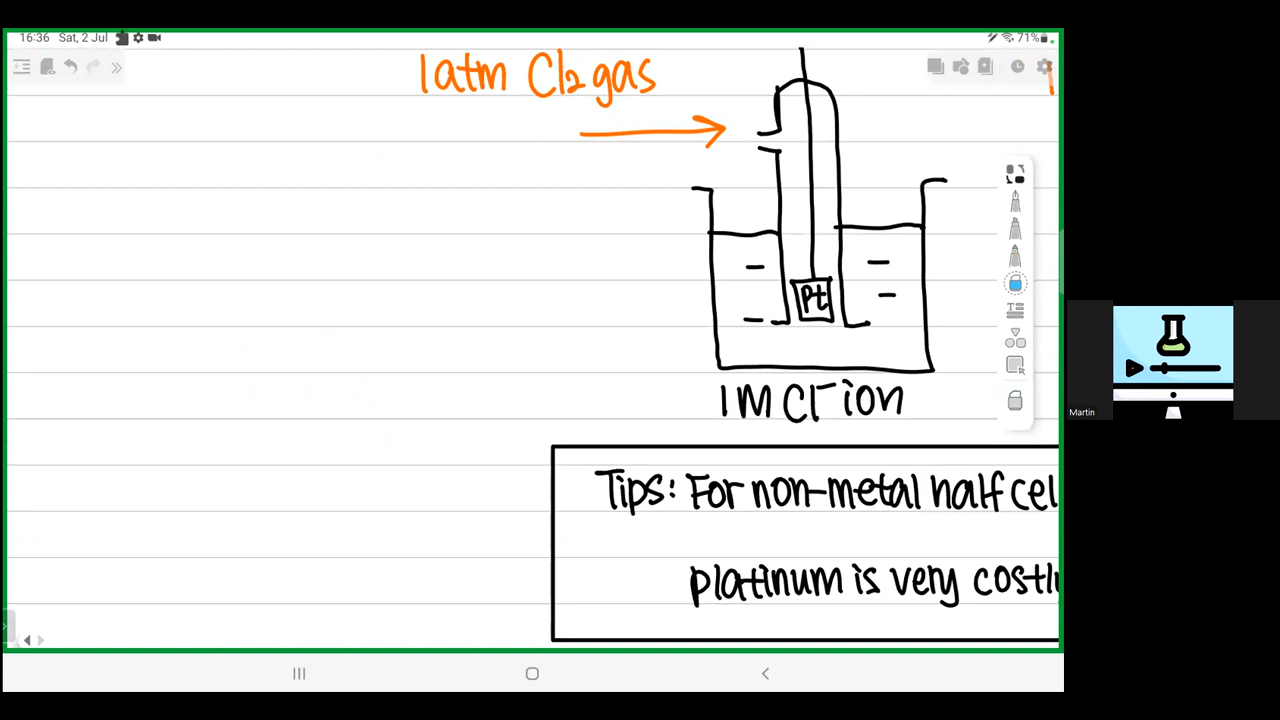 16:36 Sat, 2 Jul
71%
1atm Cl₂ gas
Pt
1M Cl⁻ ion
Tips: For non-metal half cel
platinum is very costl
Martin